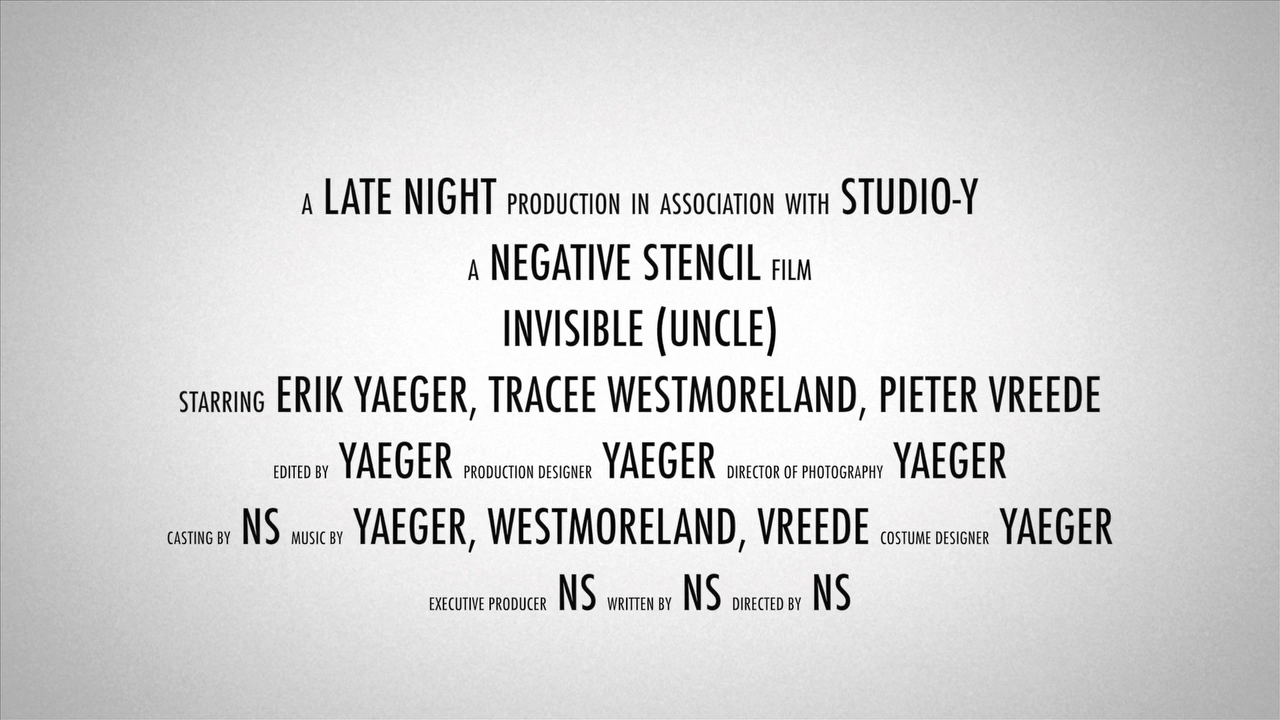 A LATE NIGHT PRODUCTION IN ASSOCIATION WITH STUDIO-Y
A NEGATIVE STENCIL FILM
INVISIBLE (UNCLE)
STARRING ERIK YAEGER, TRACEE WESTMORELAND, PIETER VREEDE
EDITED BY YAEGER PRODUCTION DESIGNER YAEGER DIRECTOR OF PHOTOGRAPHY YAEGER
CASTING BY NS MUSIC BY YAEGER, WESTMORELAND, VREEDE COSTUME DESIGNER YAEGER
EXECUTIVE PRODUCER NS WRITTEN BY NS DIRECTED BY NS